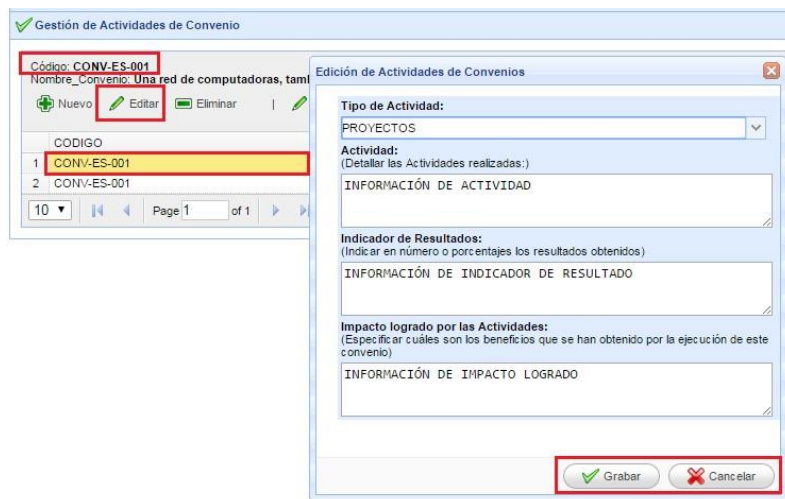 Gestión de Actividades de Convenio
Código: CONV-ES-001
Nombre_Convenio: Una red de computadoras, tam
Nuevo Editar Eliminar |
CODIGO
1 CONV-ES-001
2 CONV-ES-001
10 Page 1 of 1
Edición de Actividades de Convenios
Tipo de Actividad:
PROYECTOS
Actividad:
(Detallar las Actividades realizadas:)
INFORMACIÓN DE ACTIVIDAD
Indicador de Resultados:
(Indicar en número o porcentajes los resultados obtenidos)
INFORMACIÓN DE INDICADOR DE RESULTADO
Impacto logrado por las Actividades:
(Especificar cuáles son los beneficios que se han obtenido por la ejecución de este
convenio)
INFORMACIÓN DE IMPACTO LOGRADO
Grabar Cancelar